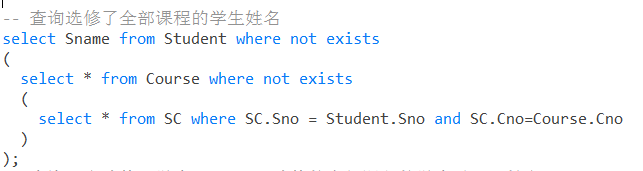 -- 查询选修了全部课程的学生姓名
select Sname from Student where not exists
(
  select * from Course where not exists
  (
    select * from SC where SC.Sno = Student.Sno and SC.Cno=Course.Cno
  )
);